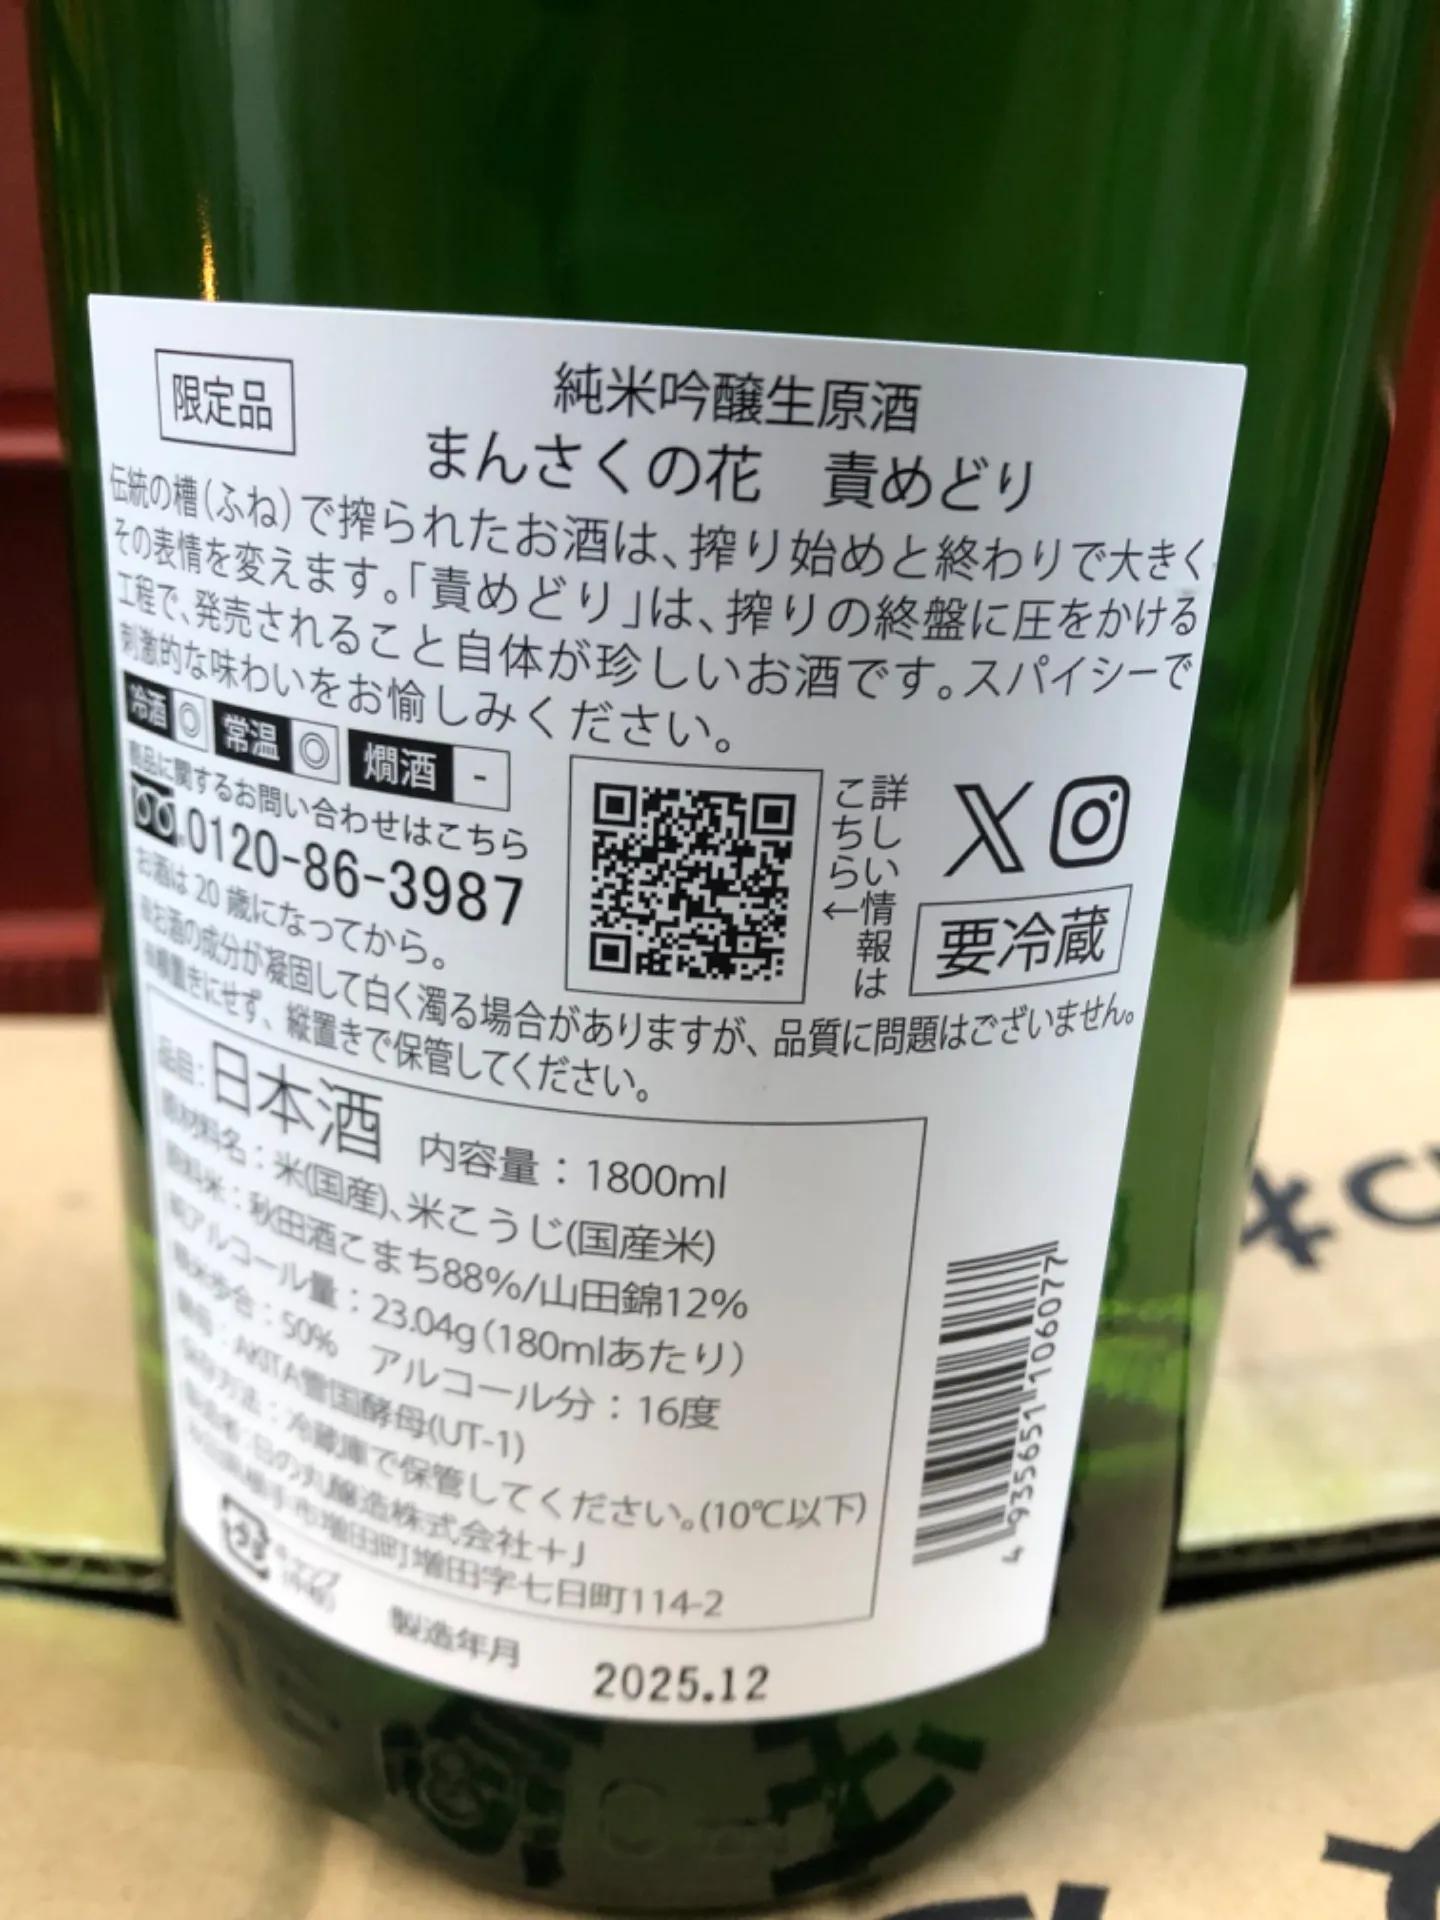 限定品
純米吟醸生原酒
まんさくの花　責めどり
伝統の槽(ふね)で搾られたお酒は、搾り始めと終わりで大きく
その表情を変えます。「責めどり」は、搾りの終盤に圧をかける
工程で、発売されること自体が珍しいお酒です。スパイシーで
刺激的な味わいをお愉しみください。
冷酒 ◎ 常温 ◎ 燗酒 -
商品に関するお問い合わせはこちら
0120-86-3987
お酒は20歳になってから。
詳しい情報は
こちら←
要冷蔵
※お酒の成分が凝固して白く濁る場合がありますが、品質に問題はございません。
※横置きにせず、縦置きで保管してください。
品目:日本酒 内容量：1800ml
原材料名：米(国産)、米こうじ(国産米)
原料米：秋田酒こまち88%/山田錦12%
純アルコール量：23.04g(180mlあたり)
精米歩合：50% アルコール分：16度
酵母：AKITA雪国酵母(UT-1)
保存方法：冷蔵庫で保管してください。(10℃以下)
製造者：日の丸醸造株式会社+J
秋田県横手市増田町増田字七日町114-2
製造年月
2025.12
4 935651 106077